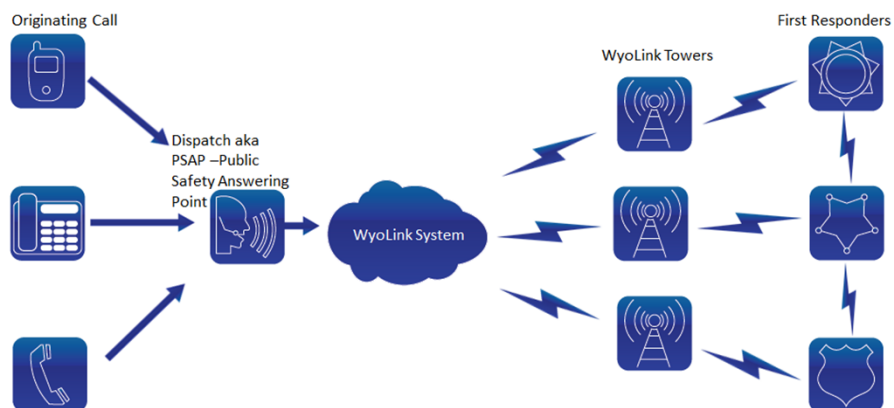 Originating Call
First Responders
WyoLink Towers
Dispatch aka
PSAP –Public
Safety Answering
Point
WyoLink System